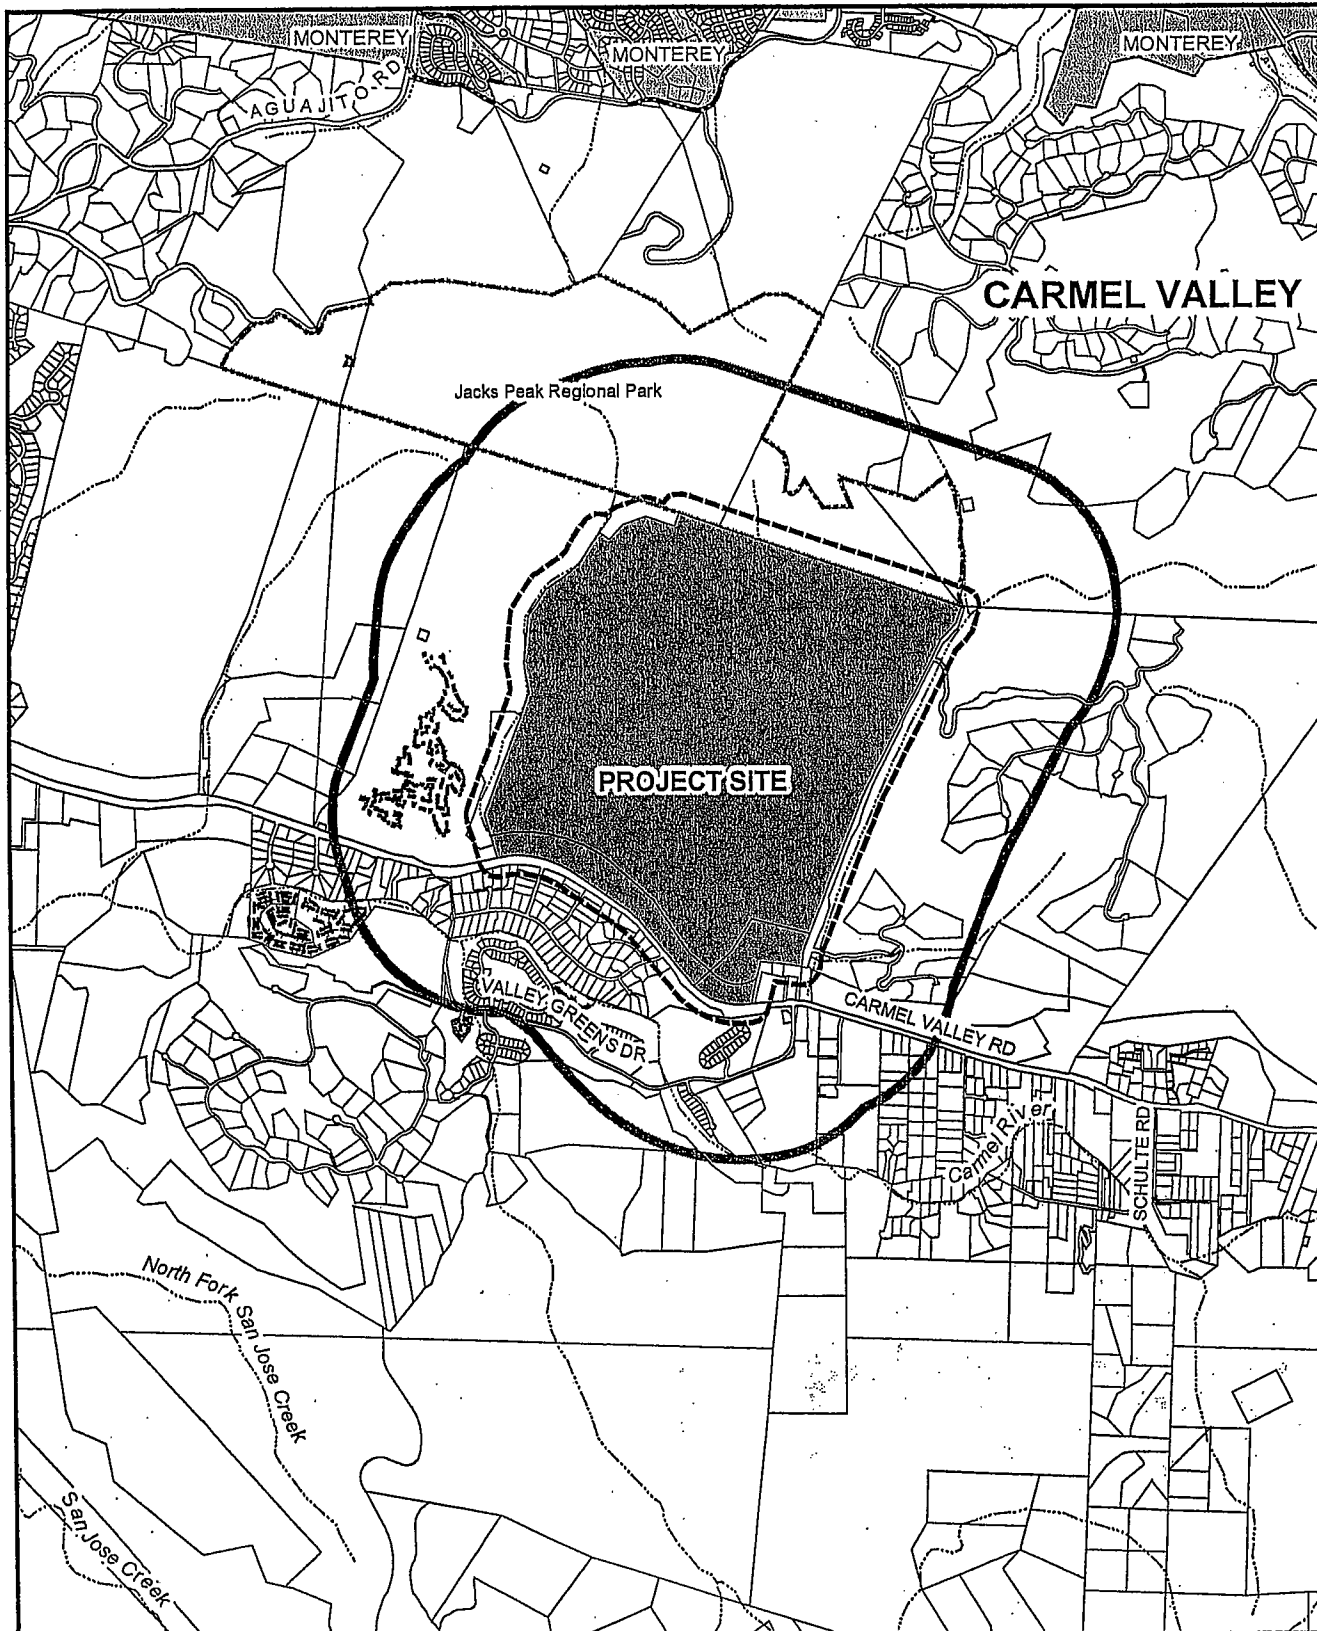 MONTEREY
MONTEREY
MONTEREY
AGUAJITO RD
CARMEL VALLEY
Jacks Peak Regional Park
PROJECT SITE
VALLEY GREENS DR
CARMEL VALLEY RD
Carmel River
SCHULTE RD
North Fork San Jose Creek
San Jose Creek